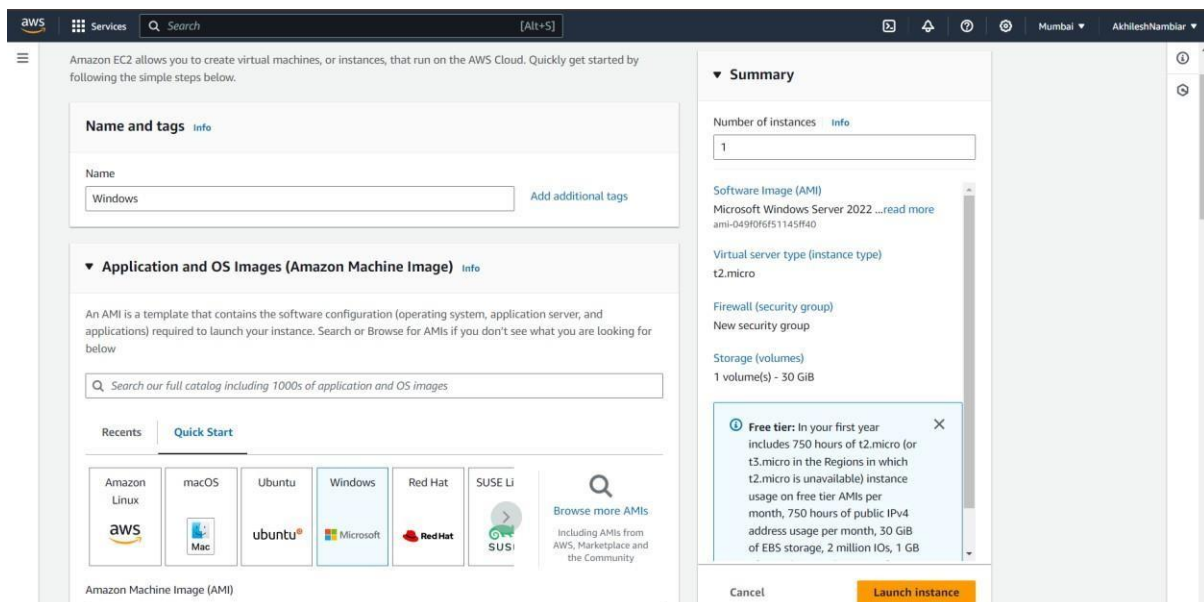 aws
Services
Search
[Alt+S]
Mumbai
AkhileshNambiar
Amazon EC2 allows you to create virtual machines, or instances, that run on the AWS Cloud. Quickly get started by
following the simple steps below.
Name and tags Info
Name
Windows
Add additional tags
Application and OS Images (Amazon Machine Image) Info
An AMI is a template that contains the software configuration (operating system, application server, and
applications) required to launch your instance. Search or Browse for AMIs if you don't see what you are looking for
below
Search our full catalog including 1000s of application and OS images
Recents
Quick Start
Amazon
Linux
aws
macOS
Mac
Ubuntu
ubuntu
Windows
Microsoft
Red Hat
Red Hat
SUSE Li
SUS
Browse more AMIs
Including AMIs from
AWS, Marketplace and
the Community
Amazon Machine Image (AMI)
Summary
Number of instances Info
1
Software Image (AMI)
Microsoft Windows Server 2022 ...read more
ami-049f0f6f51145ff40
Virtual server type (instance type)
t2.micro
Firewall (security group)
New security group
Storage (volumes)
1 volume(s) - 30 GiB
Free tier: In your first year
includes 750 hours of t2.micro (or
t3.micro in the Regions in which
t2.micro is unavailable) instance
usage on free tier AMIs per
month, 750 hours of public IPv4
address usage per month, 30 GiB
of EBS storage, 2 million IOs, 1 GB
Cancel
Launch instance